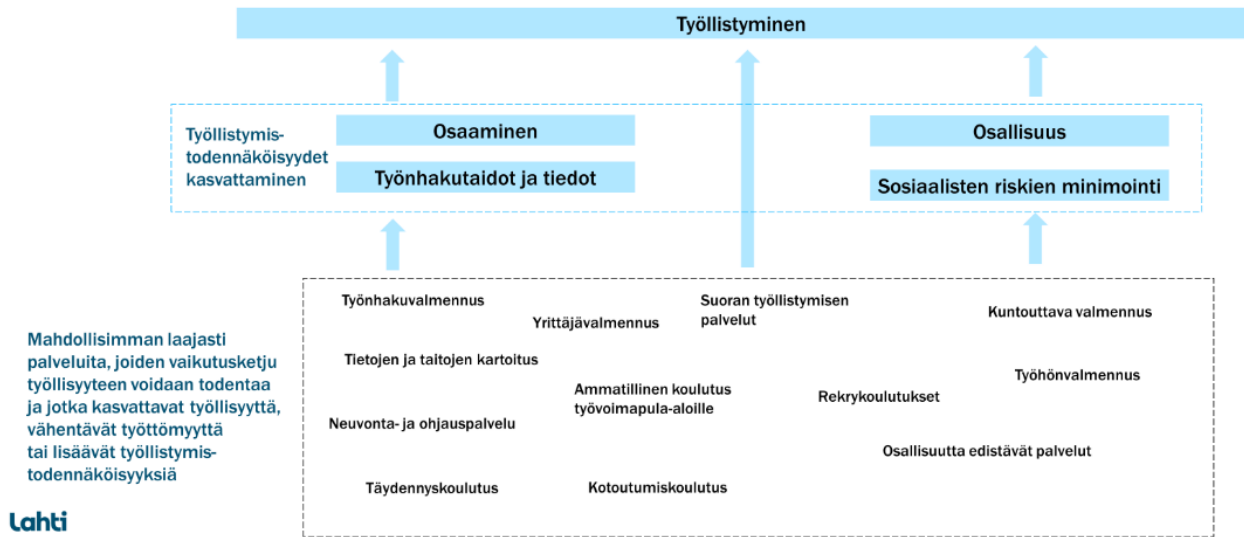 Työllistyminen
Työllistymis-
todennäköisyydet
kasvattaminen
Osaaminen
Työnhakutaidot ja tiedot
Osallisuus
Sosiaalisten riskien minimointi
Mahdollisimman laajasti
palveluita, joiden vaikutusketju
työllisyyteen voidaan todentaa
ja jotka kasvattavat työllisyyttä,
vähentävät työttömyyttä
tai lisäävät työllistymis-
todennäköisyyksiä
Työnhakuvalmennus
Yrittäjävalmennus
Suoran työllistymisen
palvelut
Kuntouttava valmennus
Tietojen ja taitojen kartoitus
Ammatillinen koulutus
työvoimapula-aloille
Rekrykoulutukset
Työhönvalmennus
Neuvonta- ja ohjauspalvelu
Osallisuutta edistävät palvelut
Täydennyskoulutus
Kotoutumiskoulutus
Lahti